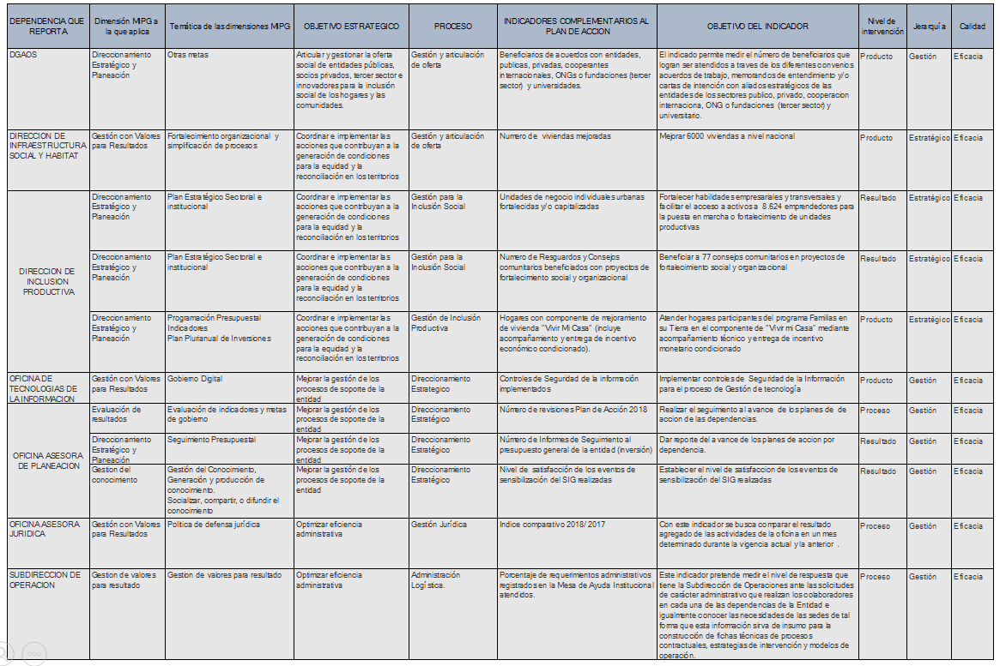 DEPENDENCIA QUE
REPORTA
Dimensión MIPG a
la que aplica
Temática de las dimensiones MIPG
OBJETIVO ESTRATEGICO
PROCESO
INDICADORES COMPLEMENTARIOS AL
PLAN DE ACCION
OBJETIVO DEL INDICADOR
Nivel de
intervención
Jerarquía
Calidad
DGAOS
Direccionamiento
Estratégico y
Planeación
Otras metas
Articular y gestionar la oferta
social de entidades públicas,
socios privados, tercer sector e
innovadores para la inclusión
social de los hogares y las
comunidades.
Gestión y articulación
de oferta
Beneficiarios de acuerdos con entidades,
publicas, privadas, cooperantes
internacionales, ONGs o fundaciones (tercer
sector) y universidades.
El indicado permite medir el número de beneficiarios que
logran ser atendidos a traves de los diferentes convenios
acuerdos de trabajo, memorandos de entendimiento y/o
cartas de intención con aliados estratégicos de las
entidades de los sectores publico, privado, cooperacion
internaciona, ONG o fundaciones (tercer sector) y
universitario.
Producto
Gestión
Eficacia
DIRECCION DE
INFRAESTRUCTURA
SOCIAL Y HABITAT
Gestión con Valores
para Resultados
Fortalecimiento organizacional y
simplificación de procesos
Coordinar e implementar las
acciones que contribuyan a la
generación de condiciones
para la equidad y la
reconciliación en los territorios
Gestión y articulación
de oferta
Numero de viviendas mejoradas
Mejorar 6000 viviendas a nivel nacional
Producto
Estratégico
Eficacia
DIRECCION DE
INCLUSION
PRODUCTIVA
Direccionamiento
Estratégico y
Planeación
Plan Estratégico Sectorial e
institucional
Coordinar e implementar las
acciones que contribuyan a la
generación de condiciones
para la equidad y la
reconciliación en los territorios
Gestión para la
Inclusión Social
Unidades de negocio individuales urbanas
fortalecidas y/o capitalizadas
Fortalecer habilidades empresariales y transversales y
facilitar el acceso a activos a 8.624 emprendedores para
la puesta en marcha o fortalecimiento de unidades
productivas
Resultado
Estratégico
Eficacia
Direccionamiento
Estratégico y
Planeación
Plan Estratégico Sectorial e
institucional
Coordinar e implementar las
acciones que contribuyan a la
generación de condiciones
para la equidad y la
reconciliación en los territorios
Gestión para la
Inclusión Social
Numero de Resguardos y Consejos
comunitarios beneficiados con proyectos de
fortalecimiento social y organizacional
Beneficiar a 77 consejos comunitarios en proyectos de
fortalecimiento social y organizacional
Resultado
Estratégico
Eficacia
Direccionamiento
Estratégico y
Planeación
Programación Presupuestal
Indicadores
Plan Plurianual de Inversiones
Coordinar e implementar las
acciones que contribuyan a la
generación de condiciones
para la equidad y la
reconciliación en los territorios
Gestión de Inclusión
Productiva
Hogares con componente de mejoramiento
de vivienda "Vivir Mi Casa" (incluye
acompañamiento y entrega de incentivo
económico condicionado).
Atender hogares participantes del programa Familias en
su Tierra en el componente de "Vivir mi Casa" mediante
acompañamiento técnico y entrega de incentivo
monetario condicionado
Producto
Estratégico
Eficacia
OFICINA DE
TECNOLOGIAS DE
LA INFORMACION
Gestión con Valores
para Resultados
Gobierno Digital
Mejorar la gestión de los
procesos de soporte de la
entidad
Direccionamiento
Estrategico
Controles de Seguridad de la información
implementados
Implementar controles de Seguridad de la Información
para el proceso de Gestión de tecnología
Producto
Gestión
Eficacia
OFICINA ASESORA
DE PLANEACION
Evaluación de
resultados
Evaluación de indicadores y metas
de gobierno
Mejorar la gestión de los
procesos de soporte de la
entidad
Direccionamiento
Estratégico
Número de revisiones Plan de Acción 2018
Realizar el seguimiento al avance de los planes de de
accion de las dependencias.
Proceso
Gestión
Eficacia
Direccionamiento
Estratégico y
Planeación
Seguimiento Presupuestal
Mejorar la gestión de los
procesos de soporte de la
entidad
Direccionamiento
Estratégico
Número de Informes de Seguimiento al
presupuesto general de la entidad (inversión)
Dar reporte del avance de los planes de accion por
dependencia.
Resultado
Gestión
Eficacia
Gestion del
conocimiento
Gestión del Conocimiento,
Generación y producción de
conocimiento.
Socializar, compartir, o difundir el
conocimiento
Mejorar la gestión de los
procesos de soporte de la
entidad
Direccionamiento
Estratégico
Nivel de satisfacción de los eventos de
sensibilización del SIG realizadas
Establecer el nivel de satisfaccion de los eventos de
sensibilización del SIG realizadas
Resultado
Gestión
Eficacia
OFICINA ASESORA
JURIDICA
Gestión con Valores
para Resultados
Politica de defensa jurídica
Optimizar eficiencia
administrativa
Gestión Jurídica
Indice comparativo 2018/ 2017
Con este indicador se busca comparar el resultado
agregado de las actividades de la oficina en un mes
determinado durante la vigencia actual y la anterior .
Proceso
Gestión
Eficacia
SUBDIRECCION DE
OPERACION
Gestion de valores
para resultado
Gestion de valores para resultado
Optimizar eficiencia
administrativa
Administración
Logística.
Porcentaje de requerimientos administrativos
registrados en la Mesa de Ayuda Institucional
atendidos.
Este indicador pretende medir el nivel de respuesta que
tiene la Subdirección de Operaciones ante las solicitudes
de carácter administrativo que realizan los colaboradores
en cada una de las dependencias de la Entidad e
igualmente conocer las necesidades de las sedes de tal
forma que esta información sirva de insumo para la
construcción de fichas técnicas de procesos
contractuales, estrategias de intervención y modelos de
operación.
Proceso
Gestión
Eficacia